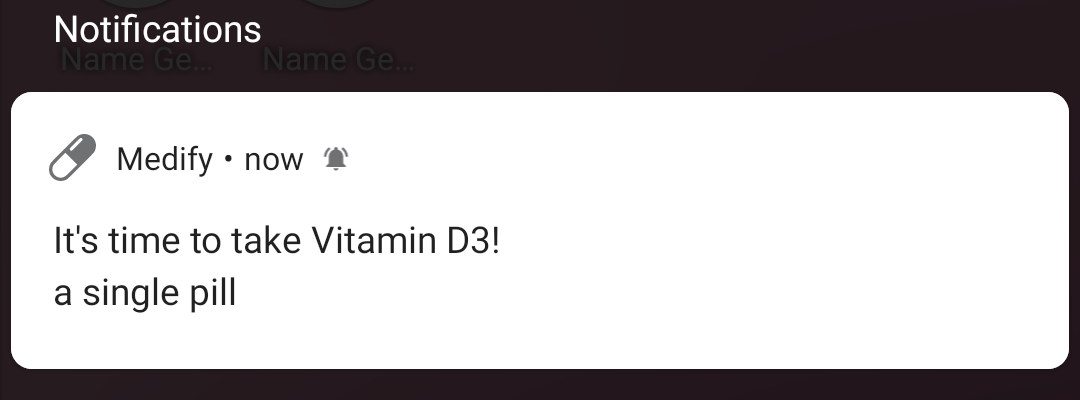 Notifications
Name Ge... Name Ge...
Medify • now
It's time to take Vitamin D3!
a single pill